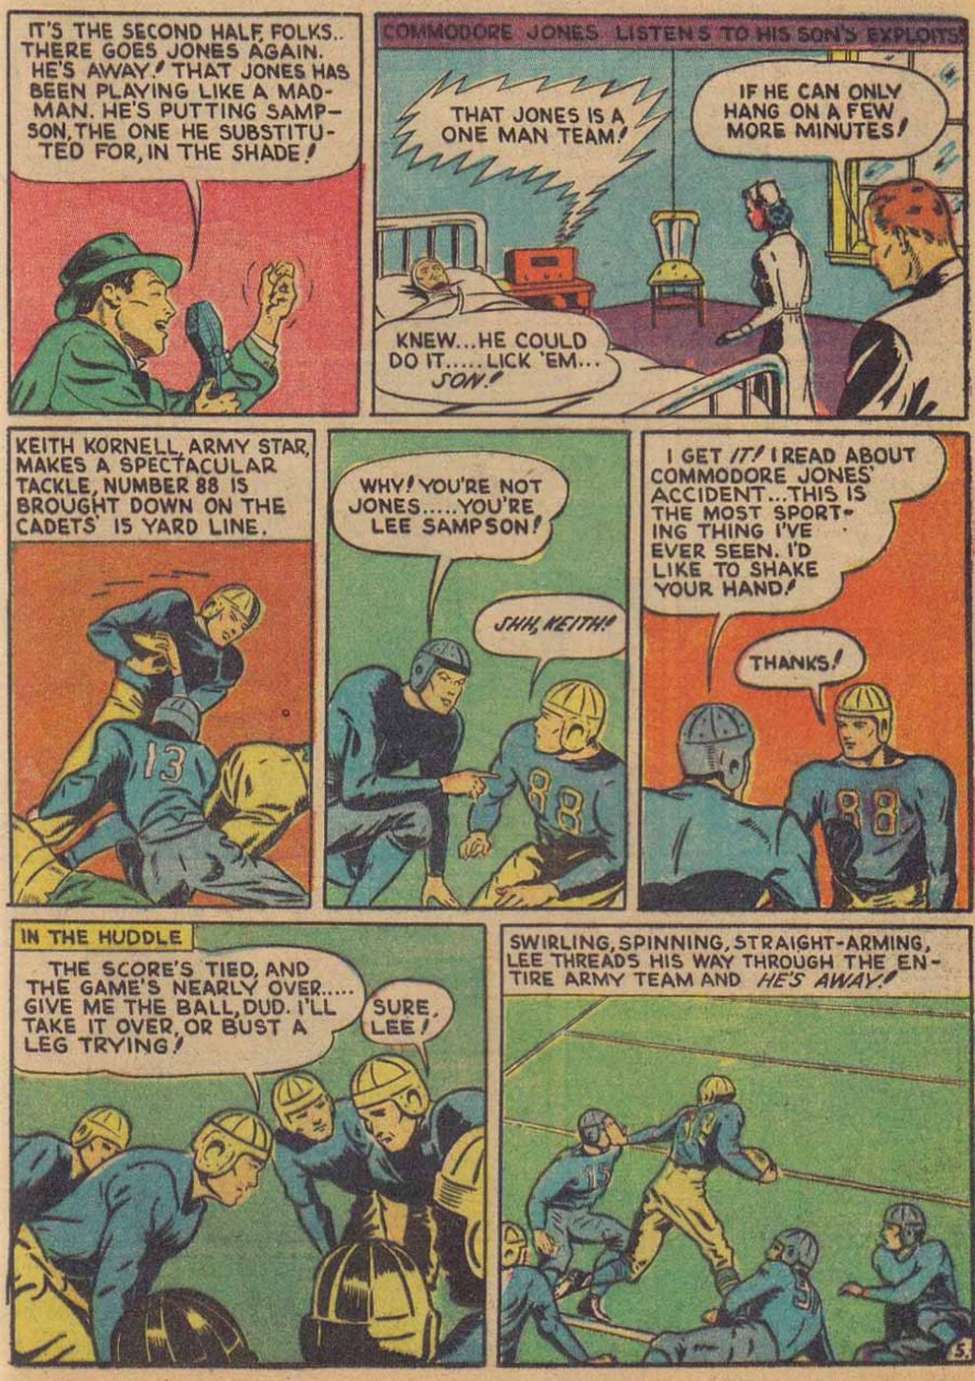 IT'S THE SECOND HALF, FOLKS..
THERE GOES JONES AGAIN.
HE'S AWAY! THAT JONES HAS
BEEN PLAYING LIKE A MAD-
MAN. HE'S PUTTING SAMP-
SON, THE ONE HE SUBSTITU-
TED FOR, IN THE SHADE!
COMMODORE JONES LISTENS TO HIS SON'S EXPLOITS!
THAT JONES IS A
ONE MAN TEAM!
IF HE CAN ONLY
HANG ON A FEW
MORE MINUTES!
KNEW...HE COULD
DO IT.....LICK 'EM...
SON!
KEITH KORNELL, ARMY STAR,
MAKES A SPECTACULAR
TACKLE, NUMBER 88 IS
BROUGHT DOWN ON THE
CADETS' 15 YARD LINE.
13
WHY! YOU'RE NOT
JONES.....YOU'RE
LEE SAMPSON!
SHH, KEITH!
88
I GET IT! I READ ABOUT
COMMODORE JONES'
ACCIDENT...THIS IS
THE MOST SPORT-
ING THING I'VE
EVER SEEN. I'D
LIKE TO SHAKE
YOUR HAND!
THANKS!
88
IN THE HUDDLE
THE SCORE'S TIED, AND
THE GAME'S NEARLY OVER.....
GIVE ME THE BALL, DUD. I'LL
TAKE IT OVER, OR BUST A
LEG TRYING!
SURE,
LEE!
SWIRLING, SPINNING, STRAIGHT-ARMING,
LEE THREADS HIS WAY THROUGH THE EN-
TIRE ARMY TEAM AND HE'S AWAY!
15
5.